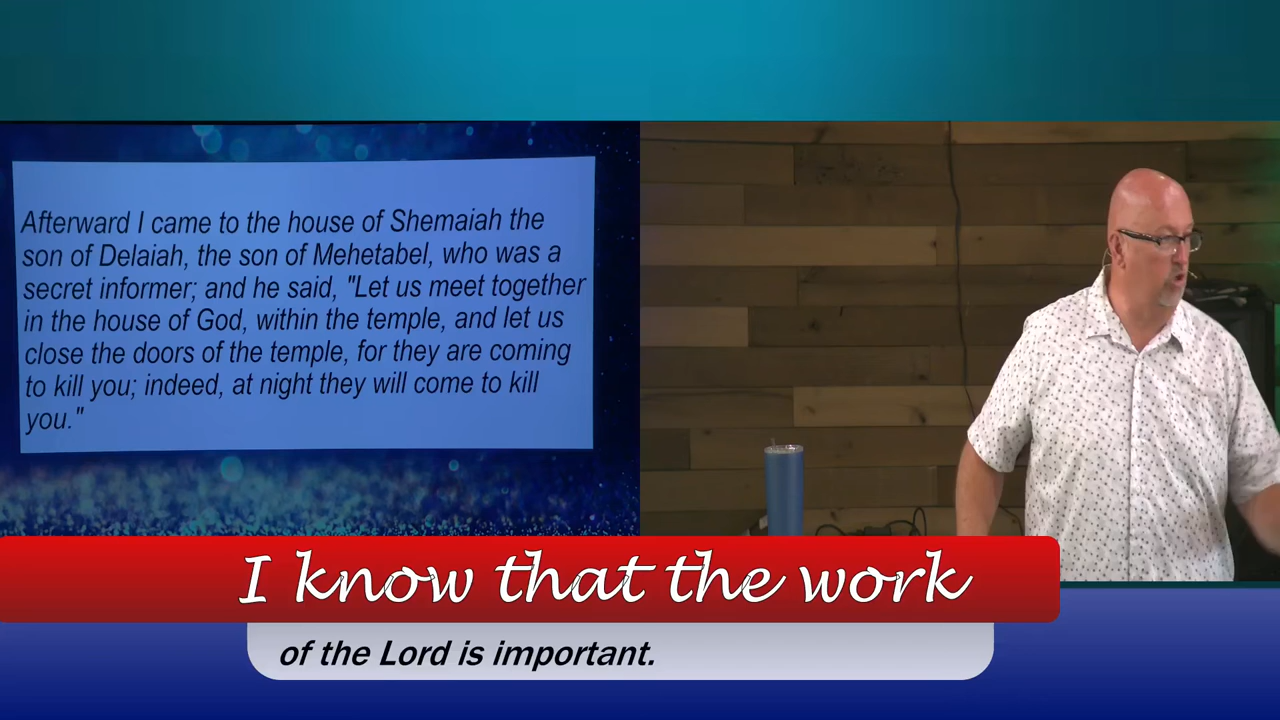 Afterward I came to the house of Shemaiah the
son of Delaiah, the son of Mehetabel, who was a
secret informer; and he said, "Let us meet together
in the house of God, within the temple, and let us
close the doors of the temple, for they are coming
to kill you; indeed, at night they will come to kill
you."
I know that the work
of the Lord is important.